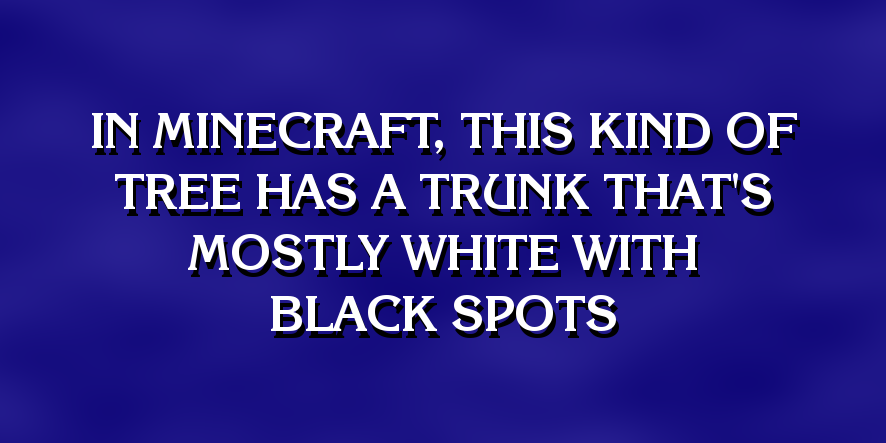 IN MINECRAFT, THIS KIND OF
TREE HAS A TRUNK THAT'S
MOSTLY WHITE WITH
BLACK SPOTS